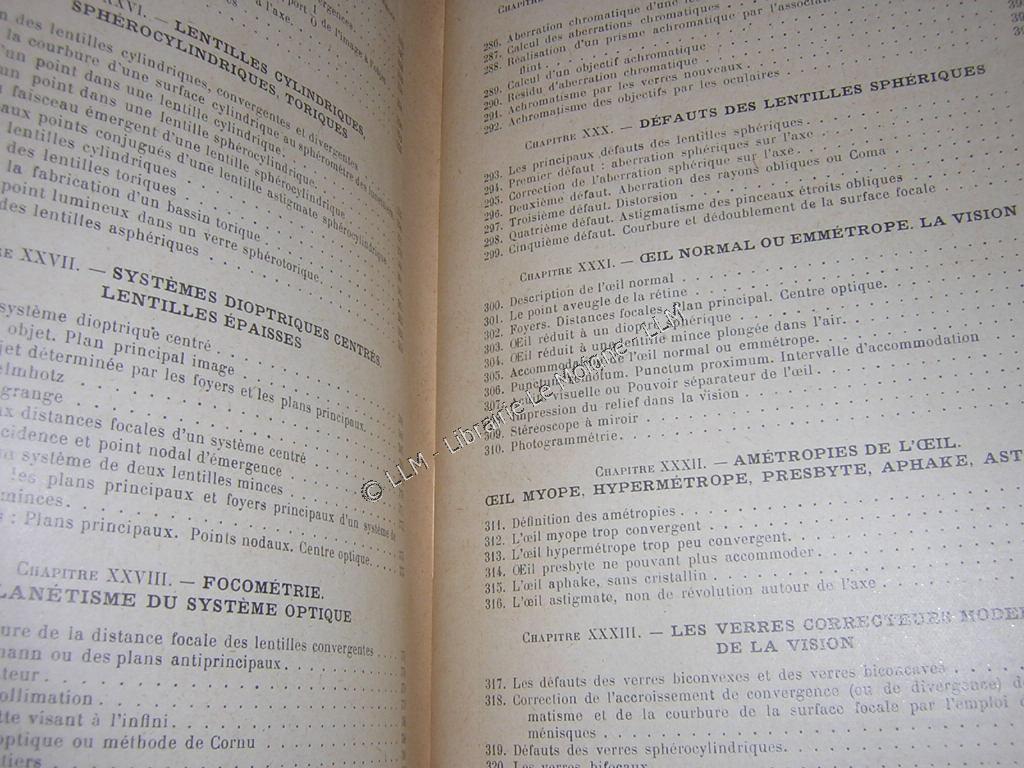 l'axe. O de l'image à
XXVI. — LENTILLES CYLINDRIQUES,
SPHÉROCYLINDRIQUES, TORIQUES
des lentilles cylindriques, convergentes et divergentes
la courbure d'une surface cylindrique au sphéromètre des
un point dans une lentille cylindrique.
un point dans une lentille sphérocylindrique.
faisceau émergent d'une lentille sphérocylindrique
aux points conjugués d'une lentille astigmate sphérocylindrique.
lentilles cylindriques
des lentilles toriques
la fabrication d'un bassin torique
point lumineux dans un verre sphérotorique.
des lentilles asphériques
XXVII. — SYSTÈMES DIOPTRIQUES CENTRÉS.
LENTILLES ÉPAISSES
système dioptrique centré
objet. Plan principal image
jet déterminée par les foyers et les plans principaux.
elmholtz
grange
ux distances focales d'un système centré
cidence et point nodal d'émergence
système de deux lentilles minces
les plans principaux et foyers principaux d'un système de
minces.
: Plans principaux. Points nodaux. Centre optique.
CHAPITRE XXVIII. — FOCOMÉTRIE.
LANÉTISME DU SYSTÈME OPTIQUE
ure de la distance focale des lentilles convergentes
mann ou des plans antiprincipaux.
ateur
ollimation
tte visant à l'infini.
optique ou méthode de Cornu
tiers
CHAPITRE
286. Aberration chromatique d'une
287. Calcul des aberrations chromatiques
288. Réalisation d'un prisme achromatique par l'associat
flint
289. Calcul d'un objectif achromatique
290. Résidu d'aberration chromatique
291. Achromatisme par les verres nouveaux
292. Achromatisme des objectifs par les oculaires
CHAPITRE XXX. — DÉFAUTS DES LENTILLES SPHÉRIQUES
293. Les principaux défauts des lentilles sphériques
294. Premier défaut : aberration sphériques sur l'axe
295. Correction de l'aberration sphérique sur l'axe
296. Deuxième défaut. Aberration des rayons obliques ou Coma
297. Troisième défaut. Distorsion
298. Quatrième défaut. Astigmatisme des pinceaux étroits obliques
299. Cinquième défaut. Courbure et dédoublement de la surface focale
CHAPITRE XXXI. — ŒIL NORMAL OU EMMÉTROPE. LA VISION
300. Description de l'œil normal
301. Le point aveugle de la rétine
302. Foyers. Distances focales. Plan principal. Centre optique.
303. Œil réduit à un dioptre sphérique
304. Œil réduit à une lentille mince plongée dans l'air.
305. Accommodation de l'œil normal ou emmétrope.
306. Punctum remotum. Punctum proximum. Intervalle d'accommodation
307. visuelle ou Pouvoir séparateur de l'œil
Impression du relief dans la vision
309. Stéréoscope à miroir
310. Photogrammétrie.
CHAPITRE XXXII. — AMÉTROPIES DE L'ŒIL.
ŒIL MYOPE, HYPERMÉTROPE, PRESBYTE, APHAKE, AST
311. Définition des amétropies
312. L'œil myope trop convergent
313. L'œil hypermétrope trop peu convergent.
314. Œil presbyte ne pouvant plus accommoder
315. L'œil aphake, sans cristallin
316. L'œil astigmate, non de révolution autour de l'axe
CHAPITRE XXXIII. — LES VERRES CORRECTEURS MODER
DE LA VISION
317. Les défauts des verres biconvexes et des verres biconcaves
318. Correction de l'accroissement de convergence (ou de divergence) d
matisme et de la courbure de la surface focale par l'emploi d
ménisques
319. Défauts des verres sphérocylindriques.
320. Les verres bifocaux
© LLM - Librairie Le Moigne - LLM